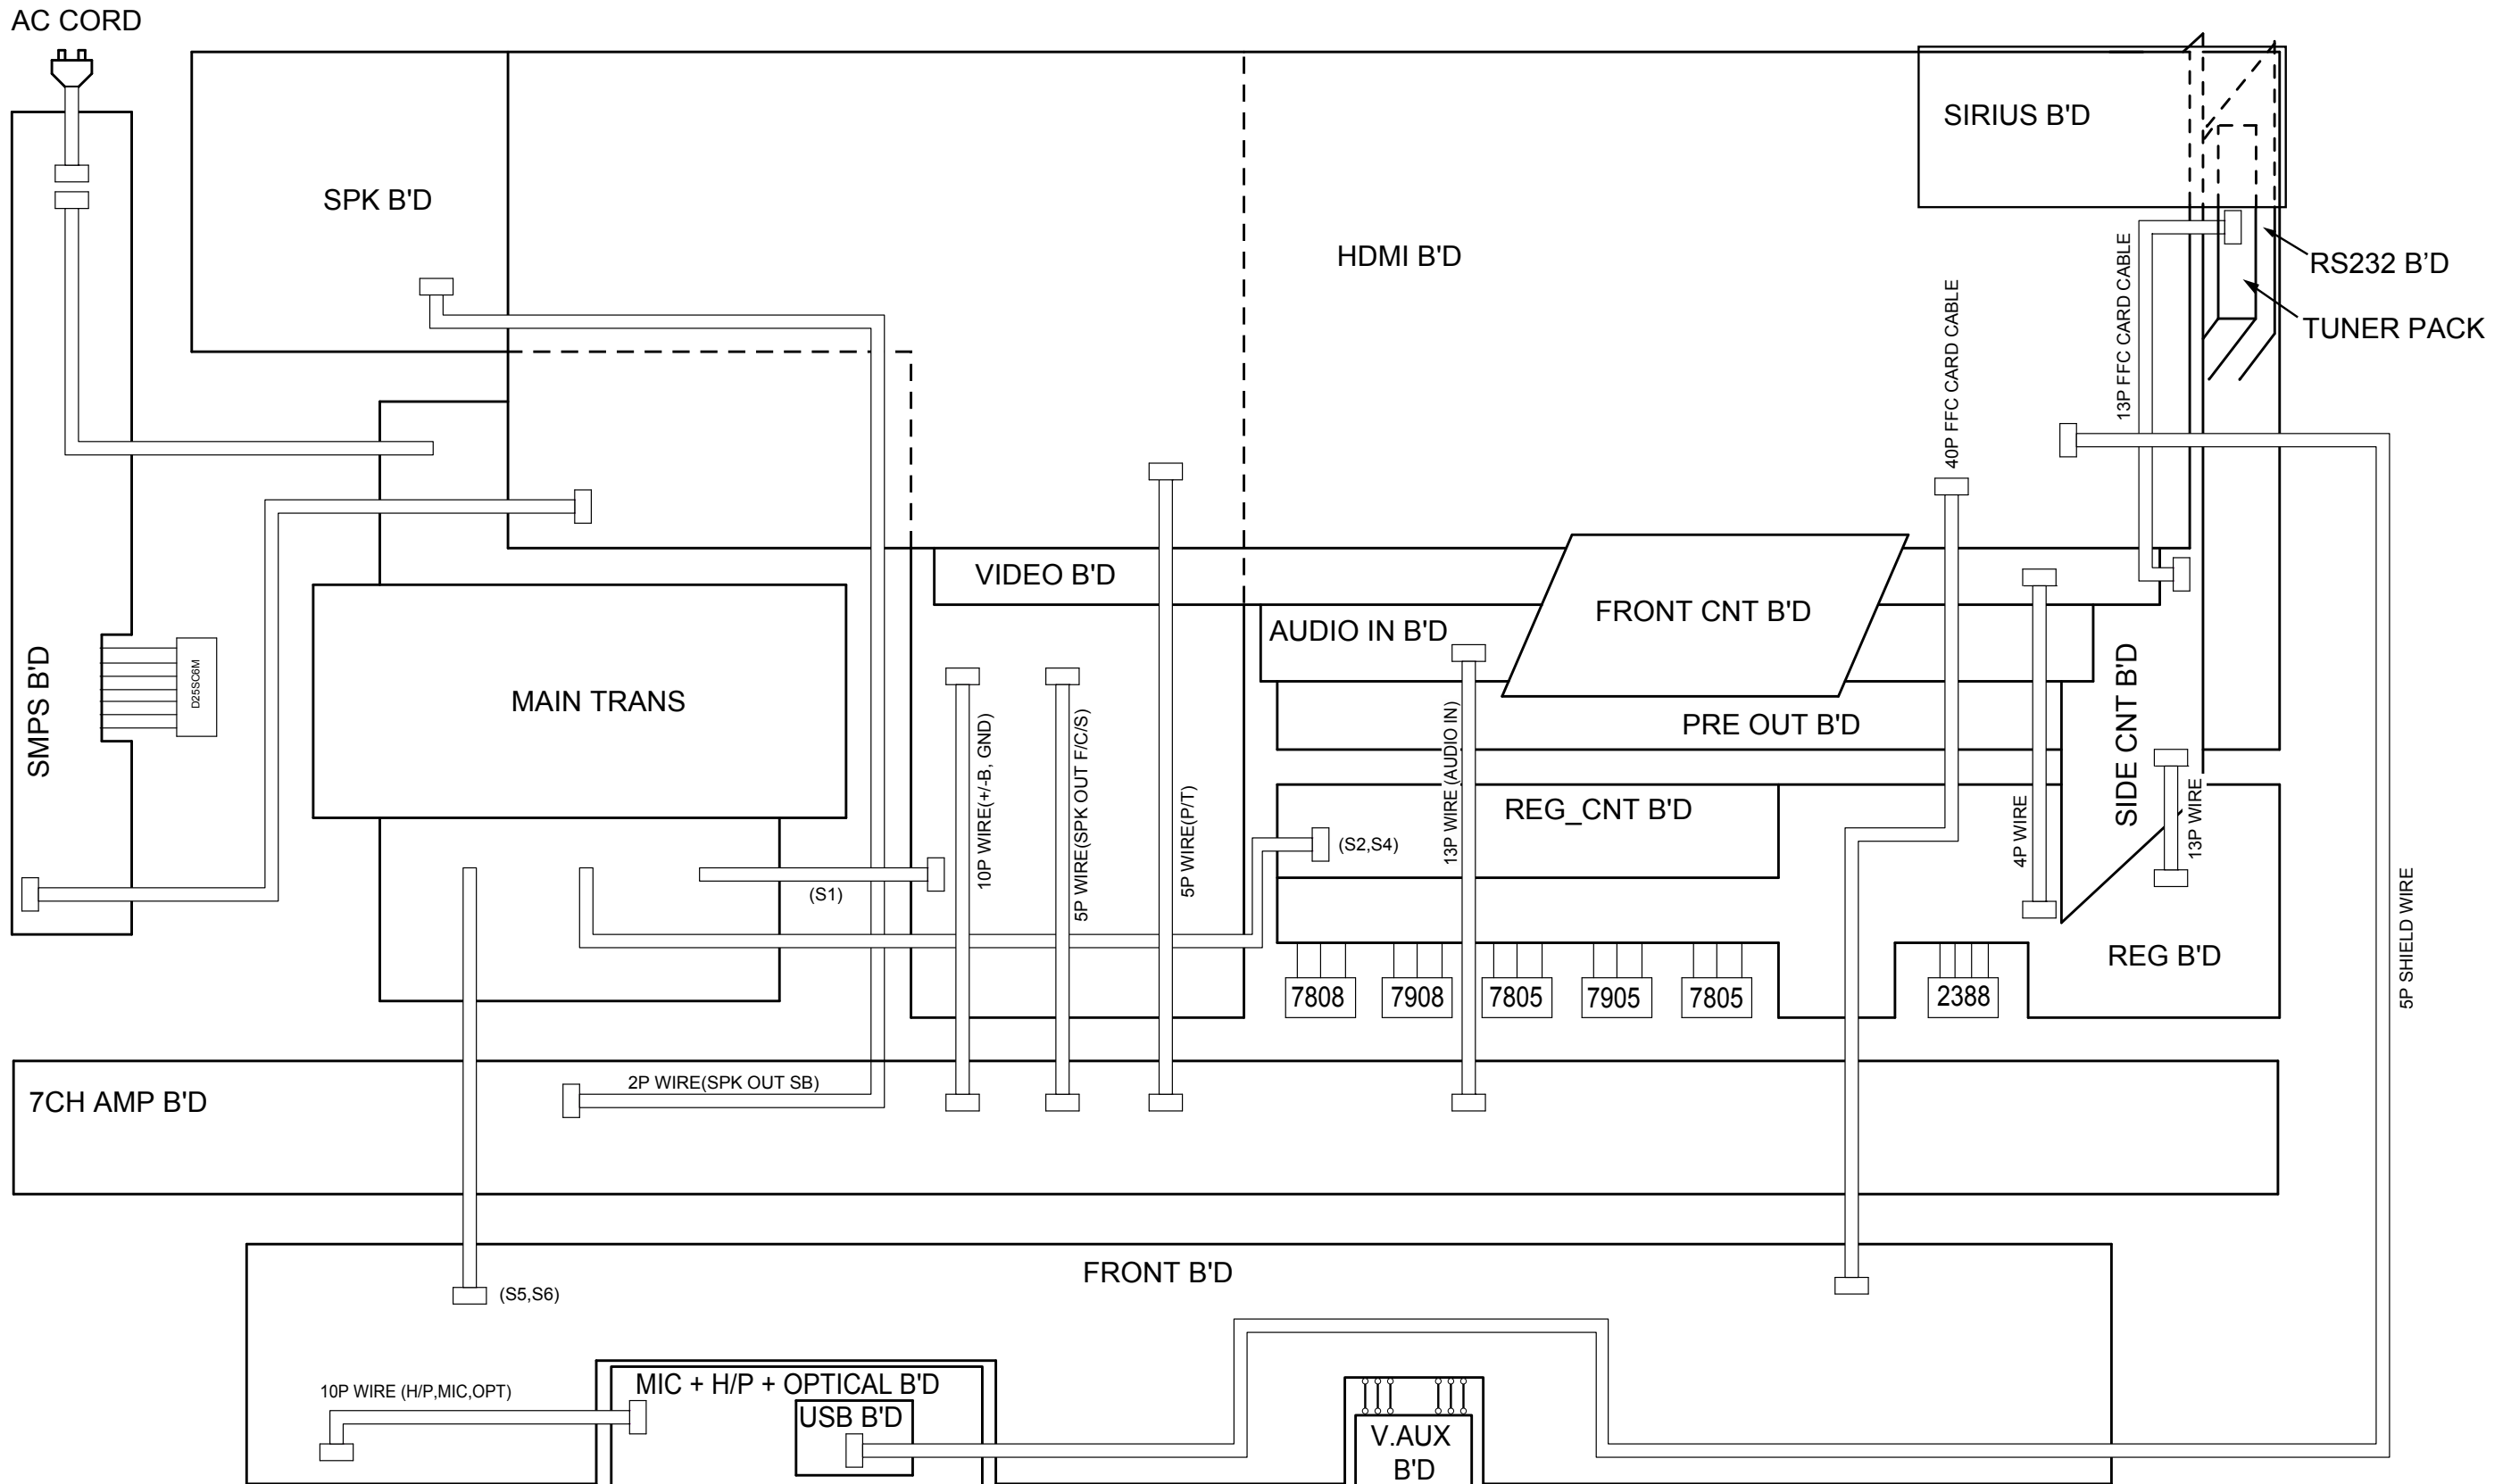 AC CORD
SIRIUS B'D
SPK B'D
HDMI B'D
RS232 B’D
13P FFC CARD CABLE
TUNER PACK
40P FFC CARD CABLE
VIDEO B'D
FRONT CNT B'D
AUDIO IN B'D
D25SC6M
SMPS B'D
MAIN TRANS
PRE OUT B'D
SIDE CNT B'D
10P WIRE(+/-B, GND)
5P WIRE(SPK OUT F/C/S)
5P WIRE(P/T)
13P WIRE (AUDIO IN)
REG_CNT B'D
4P WIRE
13P WIRE
(S2,S4)
(S1)
5P SHIELD WIRE
REG B'D
7808
7908
7805
7905
7805
2388
2P WIRE(SPK OUT SB)
7CH AMP B'D
FRONT B'D
(S5,S6)
10P WIRE (H/P,MIC,OPT)
MIC + H/P + OPTICAL B'D
USB B'D
V.AUX
B'D